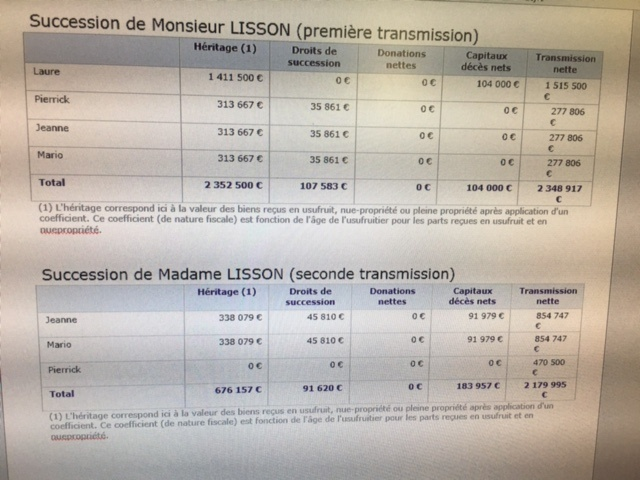 Succession de Monsieur LISSON (première transmission)
Héritage (1) Droits de succession Donations nettes Capitaux décès nets Transmission nette
Laure 1 411 500 € 0 € 0 € 104 000 € 1 515 500 €
Pierrick 313 667 € 35 861 € 0 € 0 € 277 806 €
Jeanne 313 667 € 35 861 € 0 € 0 € 277 806 €
Mario 313 667 € 35 861 € 0 € 0 € 277 806 €
Total 2 352 500 € 107 583 € 0 € 104 000 € 2 348 917 €
(1) L'héritage correspond ici à la valeur des biens reçus en usufruit, nue-propriété ou pleine propriété après application d'un
coefficient. Ce coefficient (de nature fiscale) est fonction de l'âge de l'usufruitier pour les parts reçues en usufruit et en
nuepropriété.
Succession de Madame LISSON (seconde transmission)
Héritage (1) Droits de succession Donations nettes Capitaux décès nets Transmission nette
Jeanne 338 079 € 45 810 € 0 € 91 979 € 854 747 €
Mario 338 079 € 45 810 € 0 € 91 979 € 854 747 €
Pierrick 0 € 0 € 0 € 0 € 470 500 €
Total 676 157 € 91 620 € 0 € 183 957 € 2 179 995 €
(1) L'héritage correspond ici à la valeur des biens reçus en usufruit, nue-propriété ou pleine propriété après application d'un
coefficient. Ce coefficient (de nature fiscale) est fonction de l'âge de l'usufruitier pour les parts reçues en usufruit et en
nuepropriété.